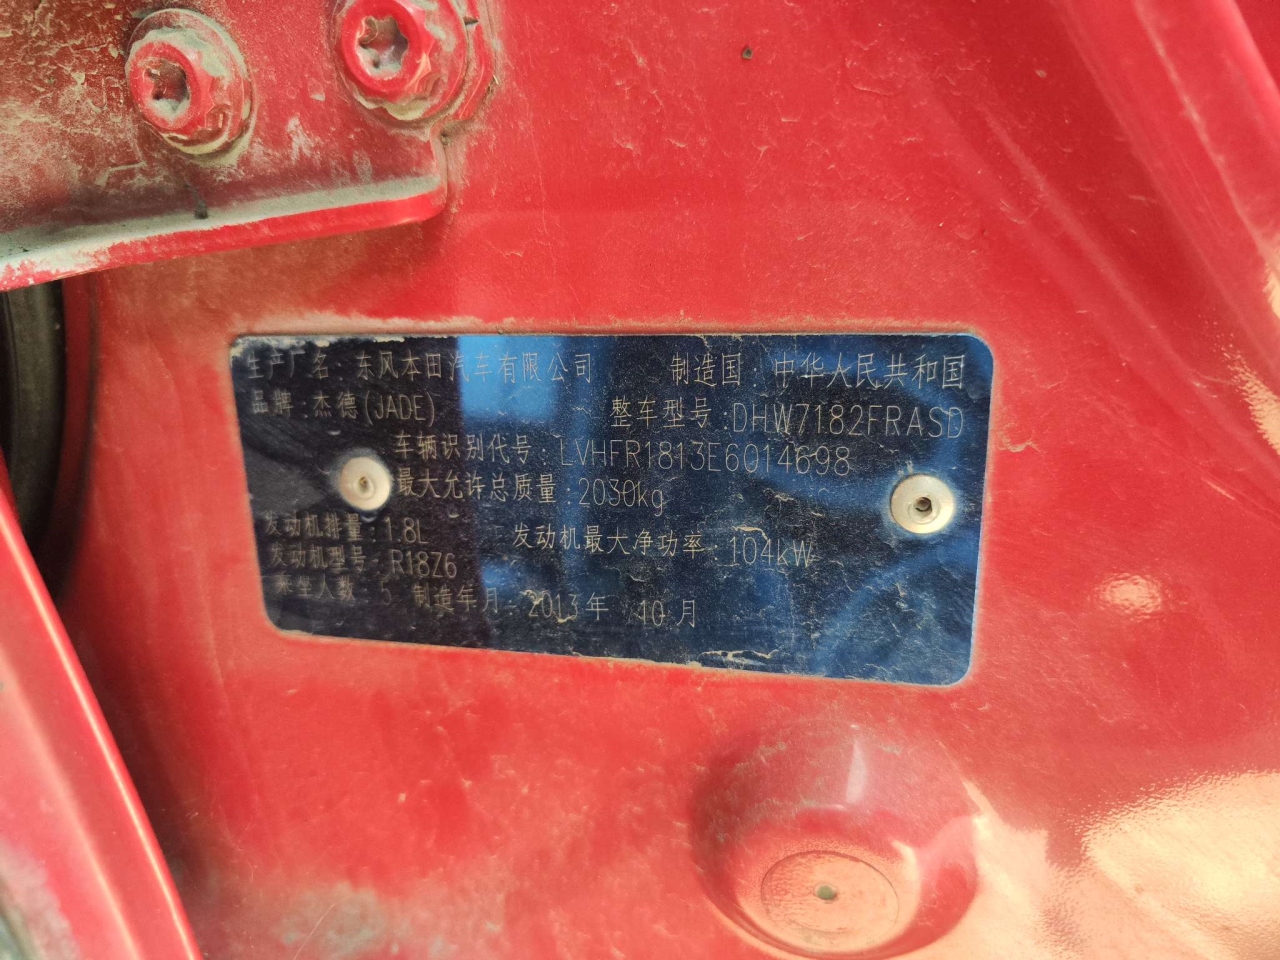 生产厂名：东风本田汽车有限公司 制造国：中华人民共和国
品牌：杰德(JADE) 整车型号：DHW7182FRASD
车辆识别代号：LVHFR1813E6014698
最大允许总质量：2030kg
发动机排量：1.8L 发动机最大净功率：104kW
发动机型号：R18Z6
乘坐人数：5 制造年月：2013年 10月